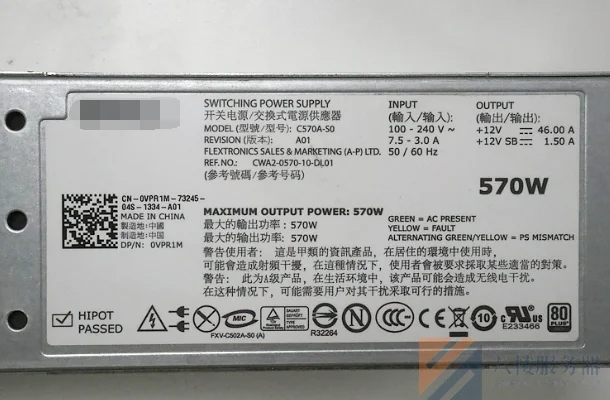 SWITCHING POWER SUPPLY
开关电源/交換式電源供應器
MODEL (型號/型号): C570A-S0
REVISION (版本): A01
FLEXTRONICS SALES & MARKETING (A-P) LTD.
REF.NO.: CWA2-0570-10-DL01
(參考號碼/参考号码)
INPUT
(輸入/输入):
100 - 240 V ~
7.5 - 3.0 A
50 / 60 Hz
OUTPUT
(輸出/输出):
+12V 46.00 A
+12V SB 1.50 A
570W
CN - 0VPR1M - 73245 -
G4S - 1334 - A01
MADE IN CHINA
製造地: 中國
制造地: 中国
DP/N: 0VPR1M
MAXIMUM OUTPUT POWER: 570W
最大的輸出功率: 570W
最大的输出功率: 570W
GREEN = AC PRESENT
YELLOW = FAULT
ALTERNATING GREEN/YELLOW = PS MISMATCH
警告使用者: 這是甲類的資訊產品, 在居住的環境中使用時,
可能會造成射頻干擾, 在這種情況下, 使用者會被要求採取某些適當的對策。
警告: 此为A级产品, 在生活环境中, 该产品可能会造成无线电干扰。
在这种情况下, 可能需要用户对其干扰采取可行的措施。
HIPOT
PASSED
MIC
FXV-C502A-S0 (A)
R32264
CCC
CE
10
c UL us
E233466
80
PLUS